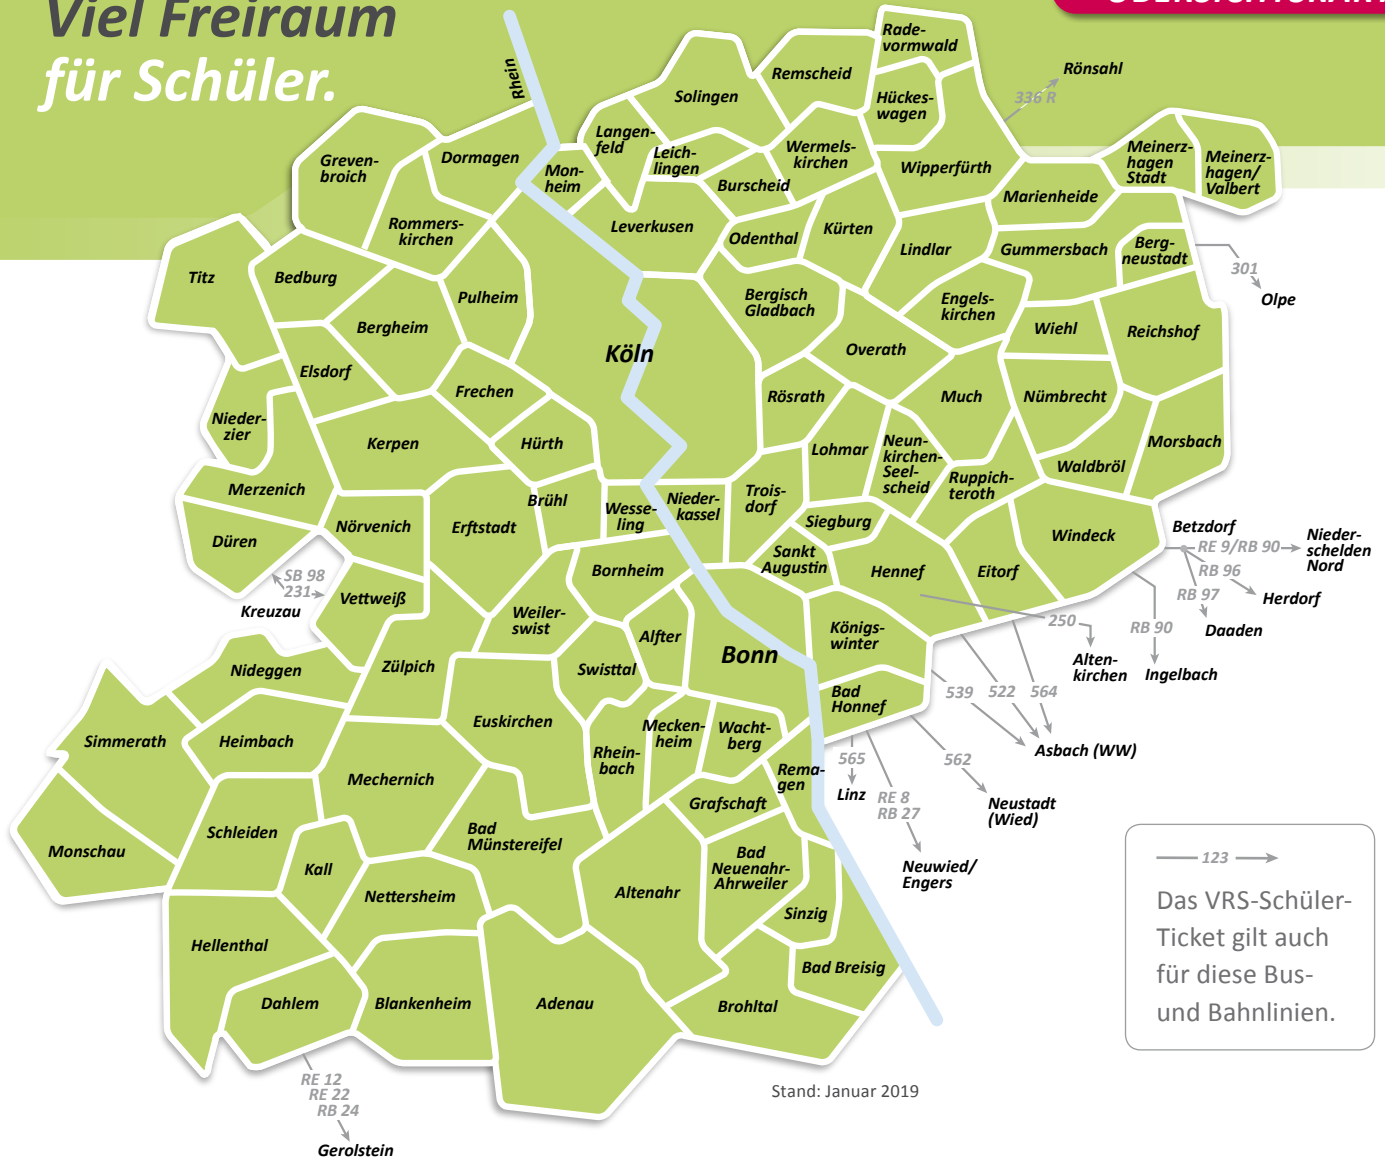 Viel Freiraum
für Schüler.
ÜBERSICHTSKARTE
Rhein
Rade-
vormwald
Remscheid
Solingen
Hückes-
wagen
336 R
Rönsahl
Langen-
feld
Leich-
lingen
Wermels-
kirchen
Wipperfürth
Meinerz-
hagen
Stadt
Meinerz-
hagen/
Valbert
Greven-
broich
Dormagen
Mon-
heim
Burscheid
Marienheide
Rommers-
kirchen
Leverkusen
Odenthal
Kürten
Lindlar
Gummersbach
Berg-
neustadt
301
Olpe
Titz
Bedburg
Pulheim
Bergheim
Bergisch
Gladbach
Engels-
kirchen
Wiehl
Reichshof
Köln
Overath
Elsdorf
Frechen
Rösrath
Much
Nümbrecht
Nieder-
zier
Kerpen
Hürth
Lohmar
Neun-
kirchen-
Seel-
scheid
Ruppich-
teroth
Waldbröl
Morsbach
Merzenich
Brühl
Wesse-
ling
Nieder-
kassel
Trois-
dorf
Siegburg
Düren
Nörvenich
Erftstadt
Sankt
Augustin
Hennef
Eitorf
Windeck
Betzdorf
RE 9/RB 90
Nieder-
schelden
Nord
RB 96
Herdorf
RB 97
Daaden
RB 90
Ingelbach
SB 98
231
Kreuzau
Vettweiß
Bornheim
Weiler-
swist
Alfter
Bonn
Königs-
winter
250
Alten-
kirchen
Nideggen
Zülpich
Swisttal
Bad
Honnef
539
522
564
Asbach (WW)
Simmerath
Heimbach
Euskirchen
Mecken-
heim
Wacht-
berg
Rhein-
bach
Mechernich
Rema-
gen
565
Linz
RE 8
RB 27
Neuwied/
Engers
562
Neustadt
(Wied)
Monschau
Schleiden
Grafschaft
Bad
Münstereifel
Kall
Bad
Neuenahr-
Ahrweiler
Nettersheim
Altenahr
Sinzig
Hellenthal
Bad Breisig
Dahlem
Blankenheim
Adenau
Brohltal
RE 12
RE 22
RB 24
Gerolstein
123
Das VRS-Schüler-
Ticket gilt auch
für diese Bus-
und Bahnlinien.
Stand: Januar 2019